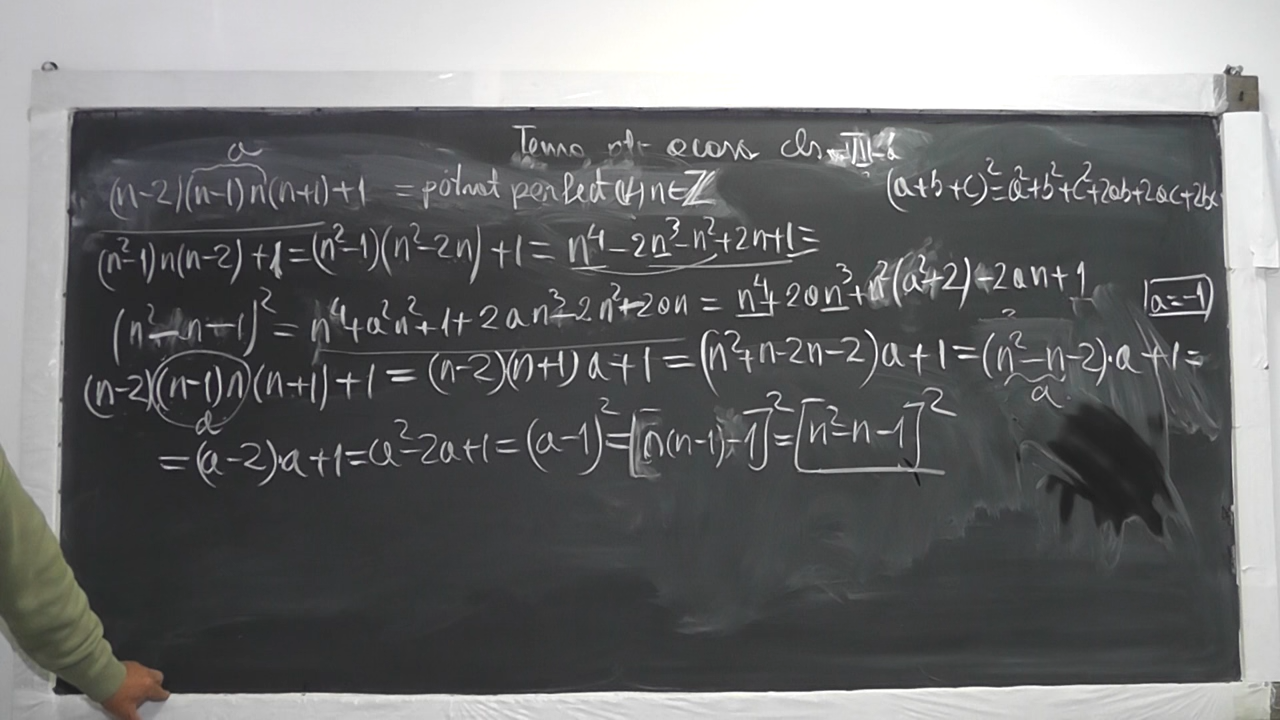 Tema pt. acasă cls. VII-a
a
(n-2)(n-1)n(n+1)+1 = pătrat perfect (∀) n∈ℤ
(a+b+c)²=a²+b²+c²+2ab+2ac+2bc
(n²-1)n(n-2)+1=(n²-1)(n²-2n)+1=n⁴-2n³-n²+2n+1=
(n²-n-1)²=n⁴+a²n²+1+2an³-2n²-2an=n⁴+2an³+n²(a²-2)-2an+1
a=-1
(n-2)(n-1)n(n+1)+1=(n-2)(n+1)a+1=(n²+n-2n-2)a+1=(n²-n-2)·a+1=
a
a
=(a-2)·a+1=a²-2a+1=(a-1)²=[n(n-1)-1]²=[n²-n-1]²